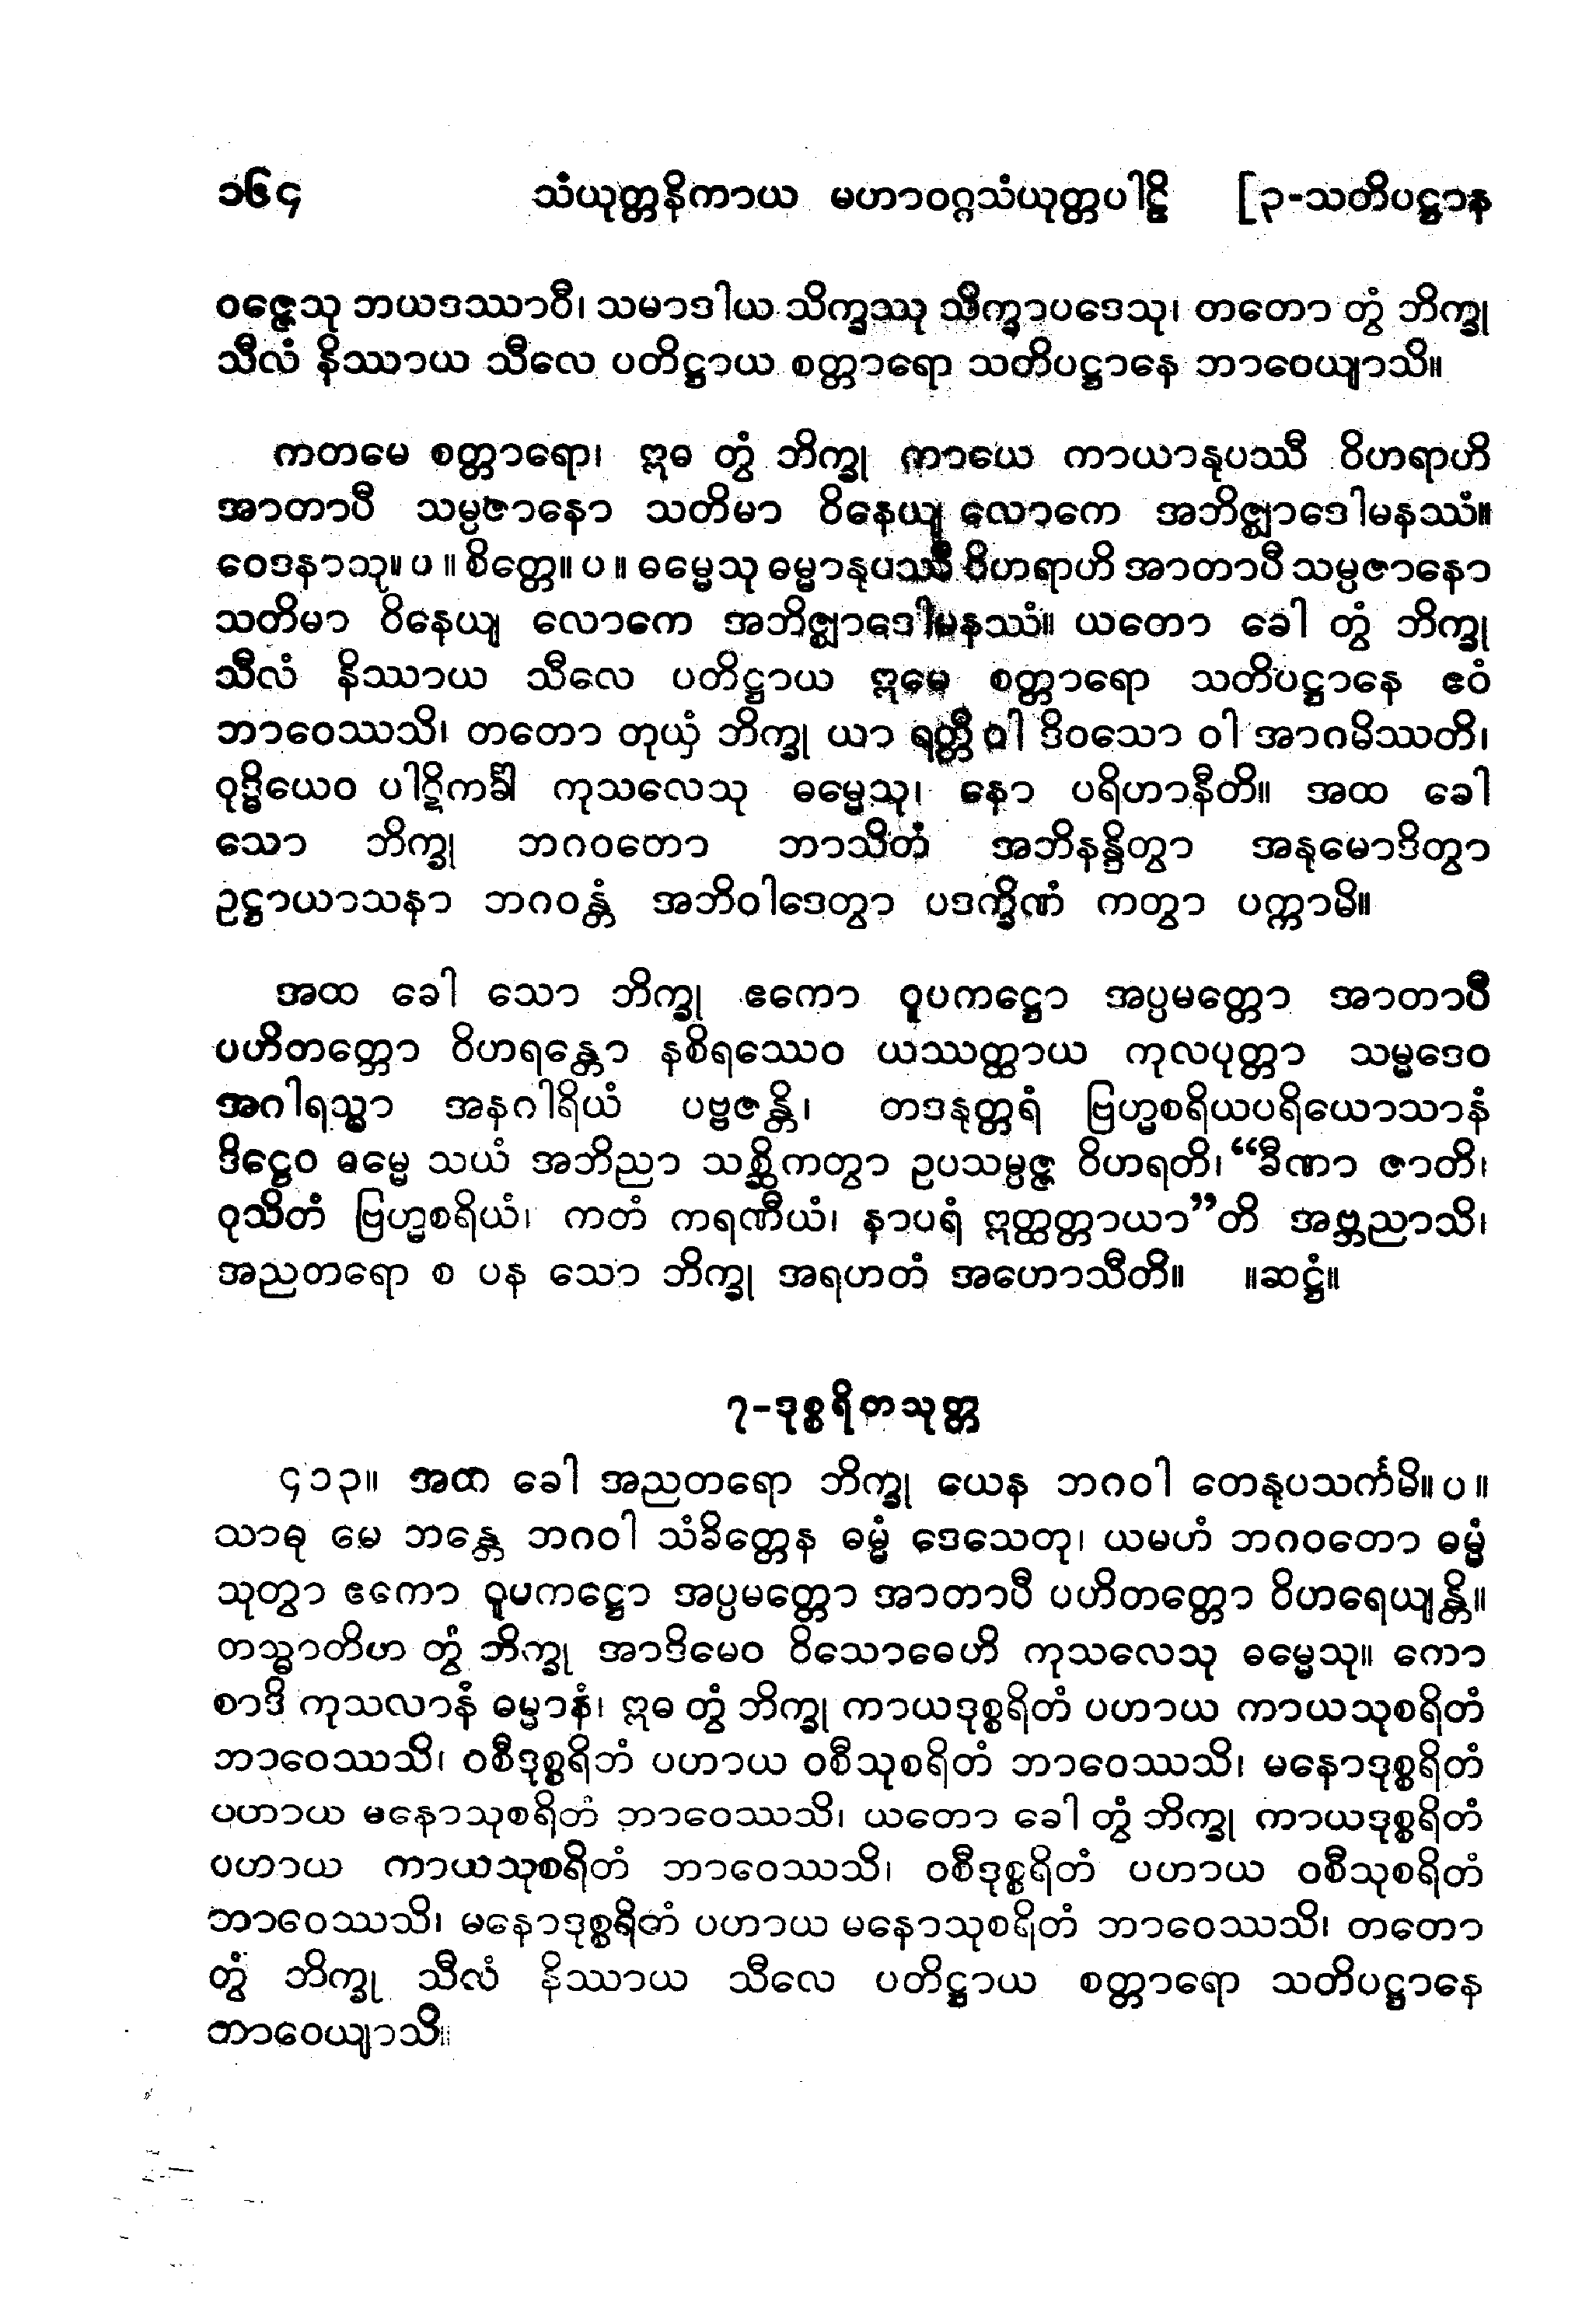 ၁၆၄ သံယုတ္တနိကာယ မဟာဝဂ္ဂသံယုတ္တပါဠိ [၃-သတိပဋ္ဌာန
ဝဇ္ဇေသု ဘယဒဿာဝီ၊ သမာဒါယ သိက္ခဿု သိက္ခာပဒေသု၊ တတော တွံ ဘိက္ခု
သီလံ နိဿာယ သီလေ ပတိဋ္ဌာယ စတ္တာရော သတိပဋ္ဌာနေ ဘာဝေယျာသိ။
ကတမေ စတ္တာရော၊ ဣဓ တွံ ဘိက္ခု ကာယေ ကာယာနုပဿီ ဝိဟရာဟိ
အာတာပီ သမ္ပဇာနော သတိမာ ဝိနေယျ လောကေ အဘိဇ္ဈာဒေါမနဿံ။
ဝေဒနာသု။ ပ ။ စိတ္တေ။ ပ ။ ဓမ္မေသု ဓမ္မာနုပဿီ ဝိဟရာဟိ အာတာပီ သမ္ပဇာနော
သတိမာ ဝိနေယျ လောကေ အဘိဇ္ဈာဒေါမနဿံ။ ယတော ခေါ တွံ ဘိက္ခု
သီလံ နိဿာယ သီလေ ပတိဋ္ဌာယ ဣမေ စတ္တာရော သတိပဋ္ဌာနေ ဧဝံ
ဘာဝေဿသိ၊ တတော တုယှံ ဘိက္ခု ယာ ရတ္တီ ဝါ ဒိဝသော ဝါ အာဂမိဿတိ၊
ဝုဒ္ဓိယေဝ ပါဋိကင်္ခါ ကုသလေသု ဓမ္မေသု၊ နော ပရိဟာနီတိ။ အထ ခေါ
သော ဘိက္ခု ဘဂဝတော ဘာသိတံ အဘိနန္ဒိတွာ အနုမောဒိတွာ
ဥဋ္ဌာယာသနာ ဘဂဝန္တံ အဘိဝါဒေတွာ ပဒက္ခိဏံ ကတွာ ပက္ကာမိ။
အထ ခေါ သော ဘိက္ခု ဧကော ဝူပကဋ္ဌော အပ္ပမတ္တော အာတာပီ
ပဟိတတ္တော ဝိဟရန္တော နစိရဿေဝ ယဿတ္ထာယ ကုလပုတ္တာ သမ္မဒေဝ
အဂါရသ္မာ အနဂါရိယံ ပဗ္ဗဇန္တိ၊ တဒနုတ္တရံ ဗြဟ္မစရိယပရိယောသာနံ
ဒိဋ္ဌေဝ ဓမ္မေ သယံ အဘိညာ သစ္ဆိကတွာ ဥပသမ္ပဇ္ဇ ဝိဟရတိ၊ “ခီဏာ ဇာတိ၊
ဝုသိတံ ဗြဟ္မစရိယံ၊ ကတံ ကရဏီယံ၊ နာပရံ ဣတ္ထတ္တာယာ”တိ အဗ္ဘညာသိ၊
အညတရော စ ပန သော ဘိက္ခု အရဟတံ အဟောသီတိ။ ။ဆဋ္ဌံ။
၇-ဒုစ္စရိတသုတ္တ
၄၁၃။ အထ ခေါ အညတရော ဘိက္ခု ယေန ဘဂဝါ တေနုပသင်္ကမိ။ ပ ။
သာဓု မေ ဘန္တေ ဘဂဝါ သံခိတ္တေန ဓမ္မံ ဒေသေတု၊ ယမဟံ ဘဂဝတော ဓမ္မံ
သုတွာ ဧကော ဝူပကဋ္ဌော အပ္ပမတ္တော အာတာပီ ပဟိတတ္တော ဝိဟရေယျန္တိ။
တသ္မာတိဟ တွံ ဘိက္ခု အာဒိမေဝ ဝိသောဓေဟိ ကုသလေသု ဓမ္မေသု။ ကော
စာဒိ ကုသလာနံ ဓမ္မာနံ၊ ဣဓ တွံ ဘိက္ခု ကာယဒုစ္စရိတံ ပဟာယ ကာယသုစရိတံ
ဘာဝေဿသိ၊ ဝစီဒုစ္စရိတံ ပဟာယ ဝစီသုစရိတံ ဘာဝေဿသိ၊ မနောဒုစ္စရိတံ
ပဟာယ မနောသုစရိတံ ဘာဝေဿသိ၊ ယတော ခေါ တွံ ဘိက္ခု ကာယဒုစ္စရိတံ
ပဟာယ ကာယသုစရိတံ ဘာဝေဿသိ၊ ဝစီဒုစ္စရိတံ ပဟာယ ဝစီသုစရိတံ
ဘာဝေဿသိ၊ မနောဒုစ္စရိတံ ပဟာယ မနောသုစရိတံ ဘာဝေဿသိ၊ တတော
တွံ ဘိက္ခု သီလံ နိဿာယ သီလေ ပတိဋ္ဌာယ စတ္တာရော သတိပဋ္ဌာနေ
ဘာဝေယျာသိ။